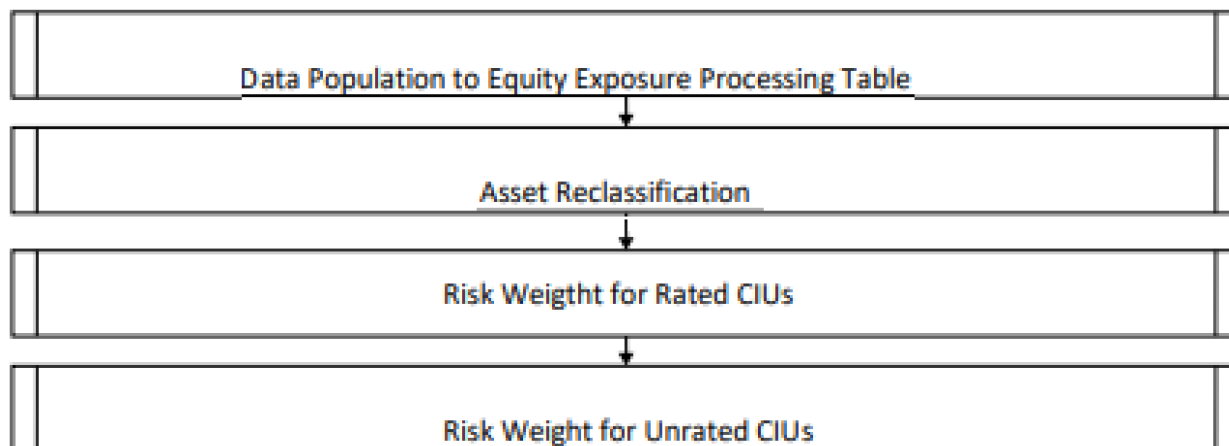 Data Population to Equity Exposure Processing Table
Asset Reclassification
Risk Weigtht for Rated CIUs
Risk Weight for Unrated CIUs